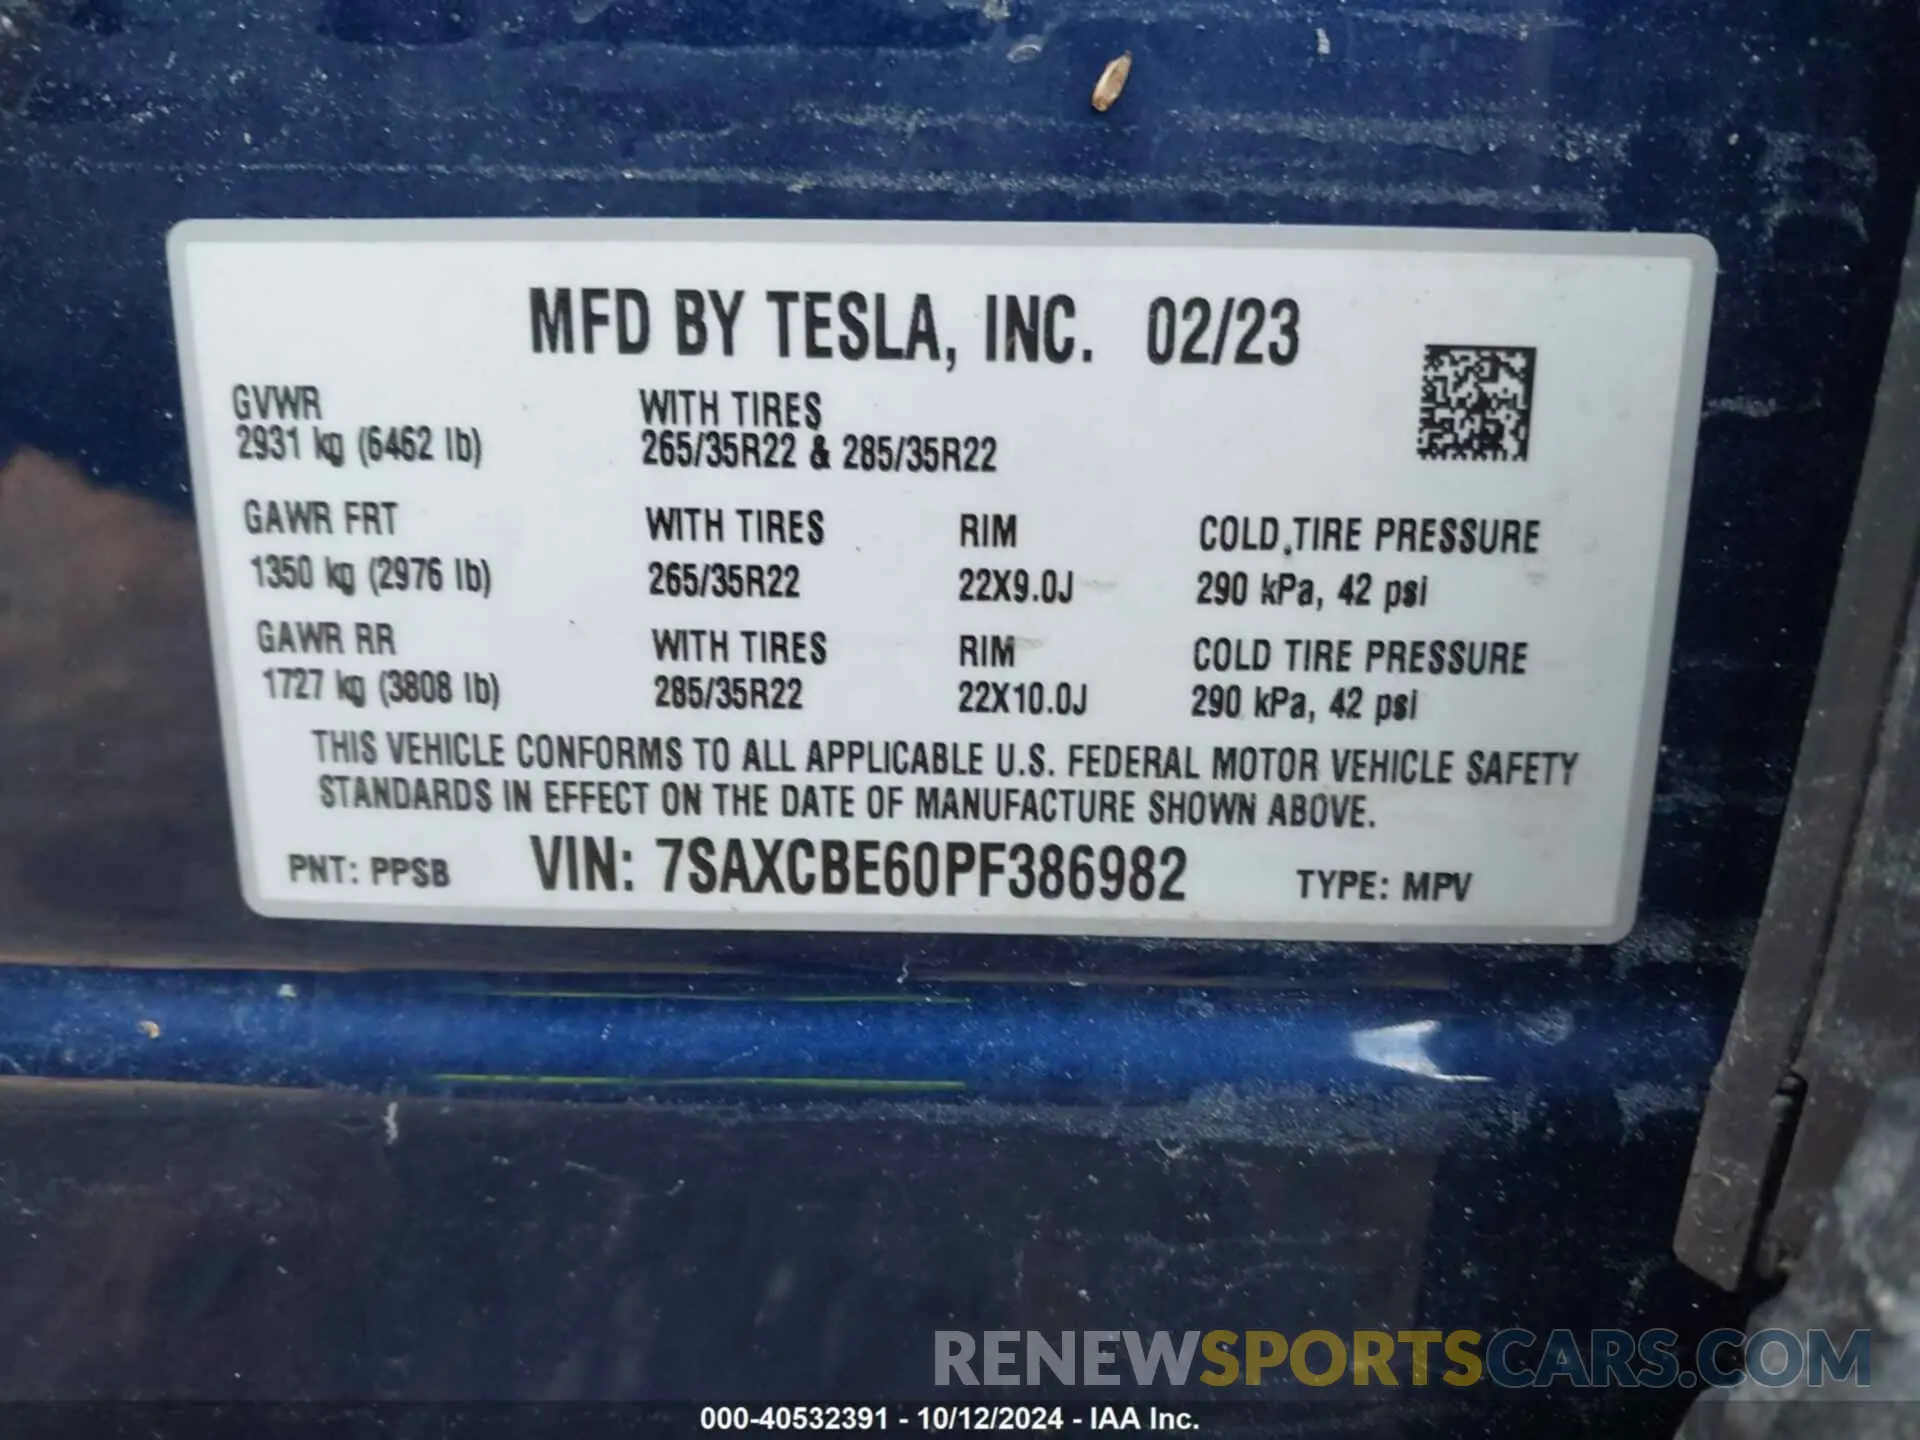 MFD BY TESLA, INC. 02/23
GVWR WITH TIRES
2931 kg (6462 lb) 265/35R22 & 285/35R22
GAWR FRT WITH TIRES RIM COLD TIRE PRESSURE
1350 kg (2976 lb) 265/35R22 22X9.0J 290 kPa, 42 psi
GAWR RR WITH TIRES RIM COLD TIRE PRESSURE
1727 kg (3808 lb) 285/35R22 22X10.0J 290 kPa, 42 psi
THIS VEHICLE CONFORMS TO ALL APPLICABLE U.S. FEDERAL MOTOR VEHICLE SAFETY
STANDARDS IN EFFECT ON THE DATE OF MANUFACTURE SHOWN ABOVE.
PNT: PPSB VIN: 7SAXCBE60PF386982 TYPE: MPV
RENEWSPORTSCARS.COM
000-40532391 - 10/12/2024 - IAA Inc.